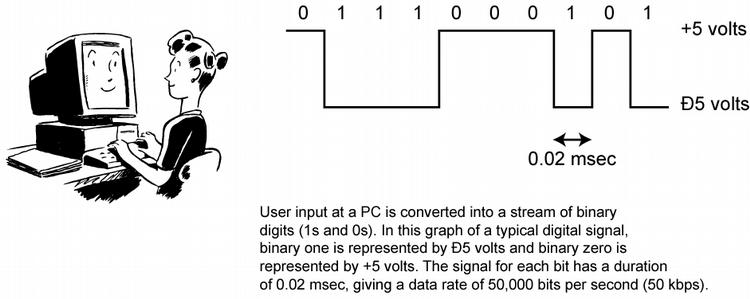 0 1 1 1 0 0 0 1 0 1
+5 volts
Ð5 volts
0.02 msec
User input at a PC is converted into a stream of binary
digits (1s and 0s). In this graph of a typical digital signal,
binary one is represented by Ð5 volts and binary zero is
represented by +5 volts. The signal for each bit has a duration
of 0.02 msec, giving a data rate of 50,000 bits per second (50 kbps).